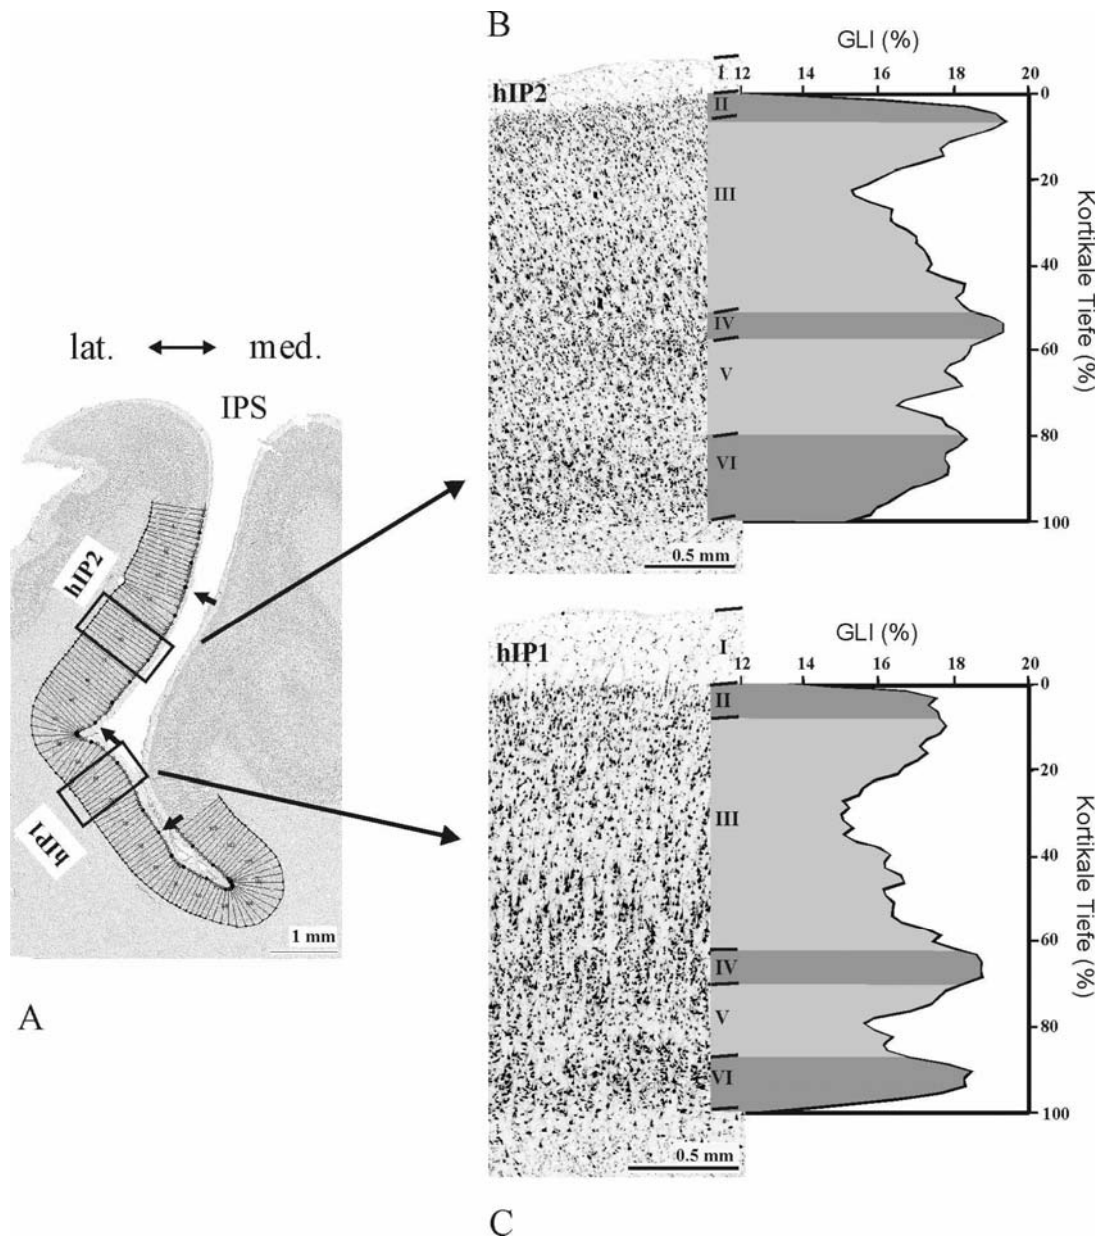 B
GLI (%)
I 12 14 16 18 20
hIP2
II
III
IV
V
VI
0
20
40
60
80
100
Kortikale Tiefe (%)
0.5 mm
lat. med.
IPS
hIP2
hIP1
1 mm
A
GLI (%)
hIP1
I
12 14 16 18 20
II
III
IV
V
VI
0
20
40
60
80
100
Kortikale Tiefe (%)
0.5 mm
C